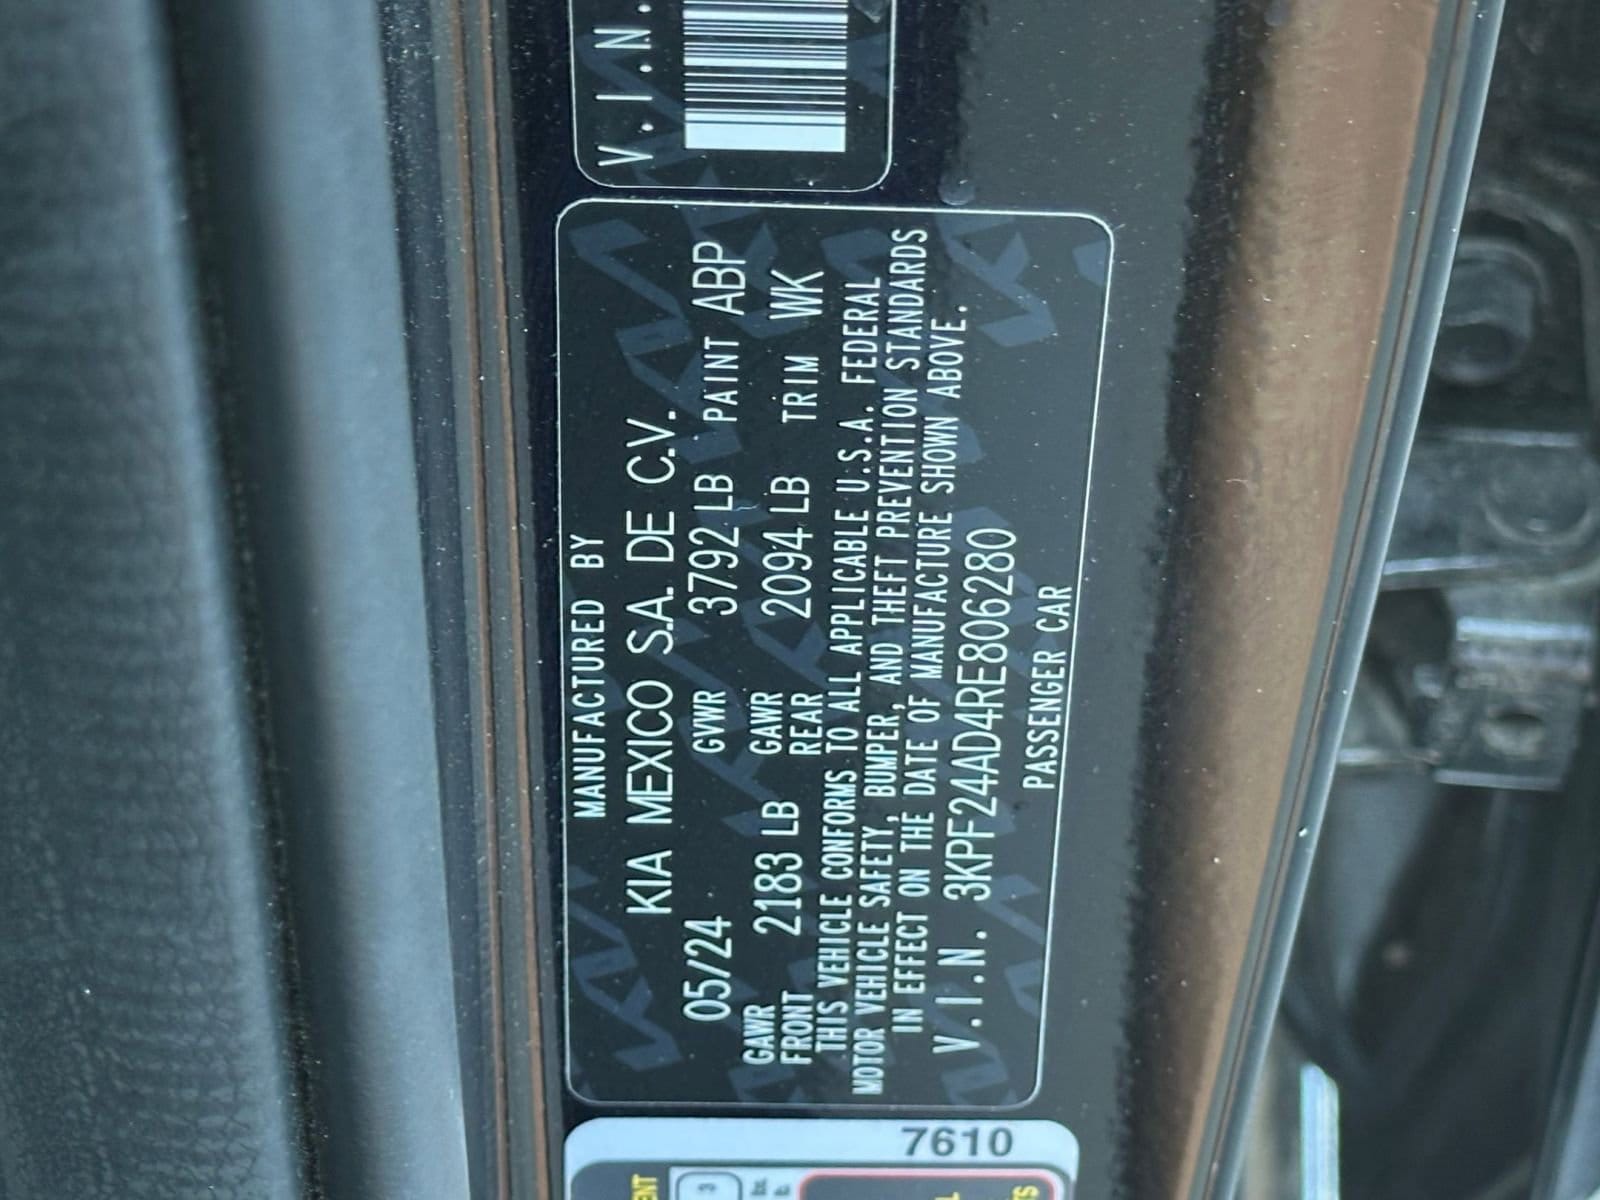 MANUFACTURED BY
KIA MEXICO S.A. DE C.V.
05/24 GVWR 3792 LB PAINT ABP
GAWR FRONT 2183 LB GAWR REAR 2094 LB TRIM WK
THIS VEHICLE CONFORMS TO ALL APPLICABLE U.S.A. FEDERAL
MOTOR VEHICLE SAFETY, BUMPER, AND THEFT PREVENTION STANDARDS
IN EFFECT ON THE DATE OF MANUFACTURE SHOWN ABOVE.
V.I.N. 3KPF24AD4RE806280
PASSENGER CAR
V.I.N.
7610
3